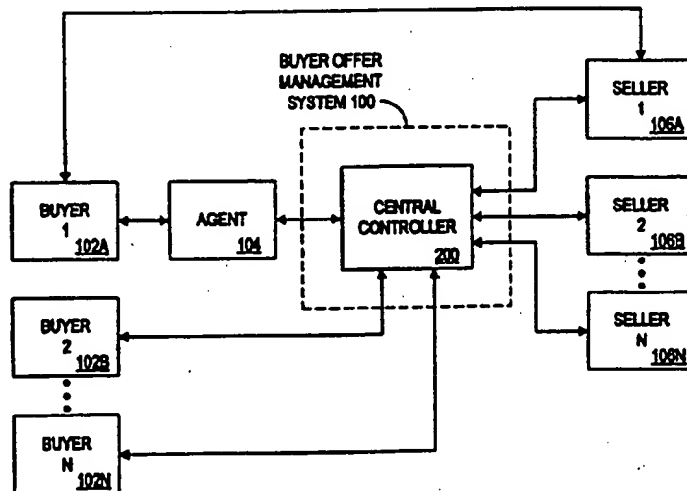 BUYER OFFER
MANAGEMENT
SYSTEM 100
SELLER
1
106A
BUYER
1
102A
AGENT
104
CENTRAL
CONTROLLER
200
SELLER
2
106B
BUYER
2
102B
SELLER
N
106N
BUYER
N
102N